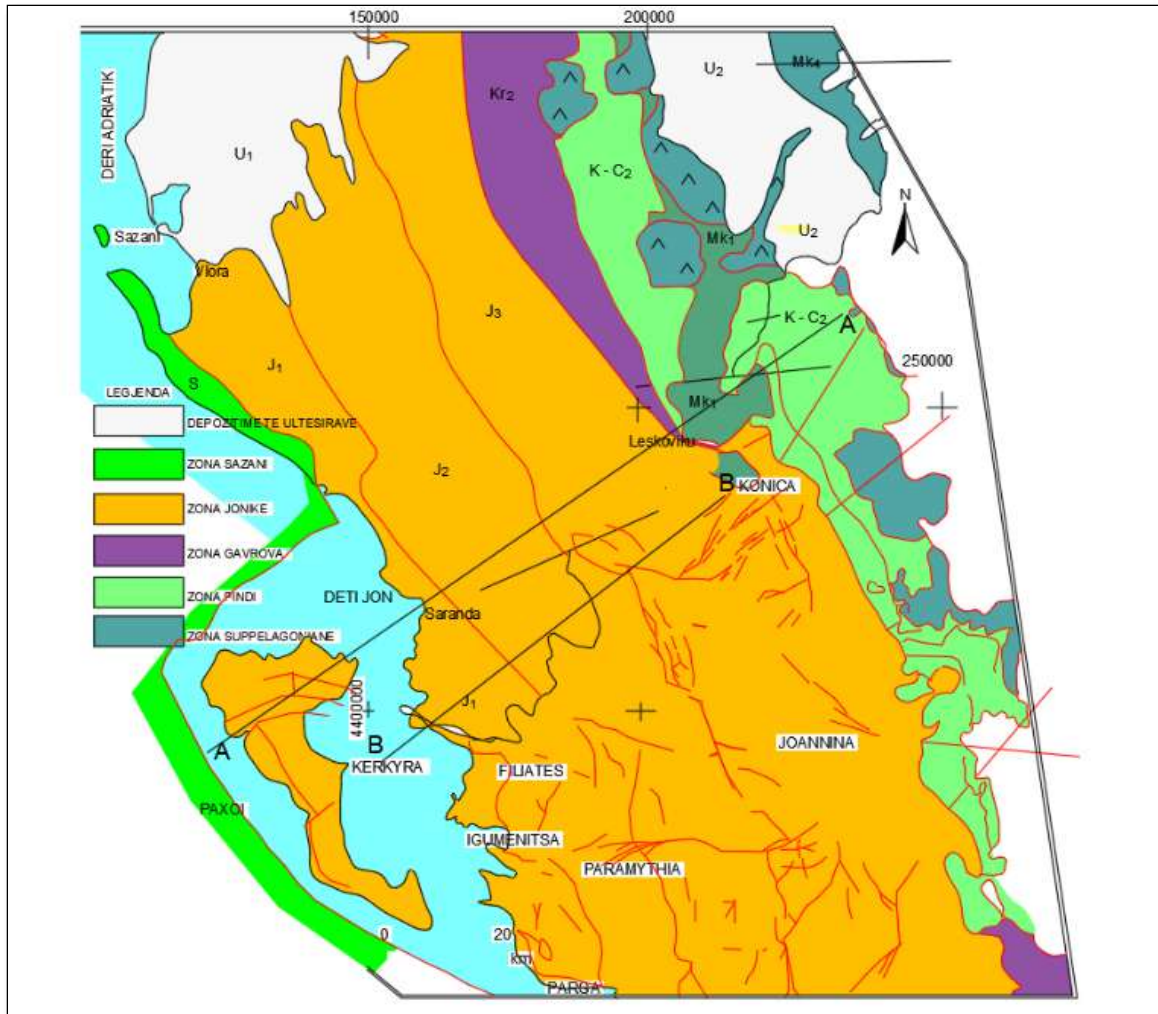 150000
200000
DERI ADRIATIK
U1
Kr2
U2
Mk4
K - C2
N
Sazani
Mk1
U2
Vlora
J3
K - C2
A
250000
J1
S
LEGJENDA
DEPOZITIMET E ULTESIRAVE
Mk1
Leskoviku
ZONA SAZANI
J2
B
KONICA
ZONA JONIKE
ZONA GAVROVA
DETI JON
ZONA PINDI
Saranda
ZONA SUPPELAGONIANE
4400000
J1
A
B
JOANNINA
KERKYRA
FILIATES
PAXOI
IGUMENITSA
PARAMYTHIA
0
20
km
PARGA